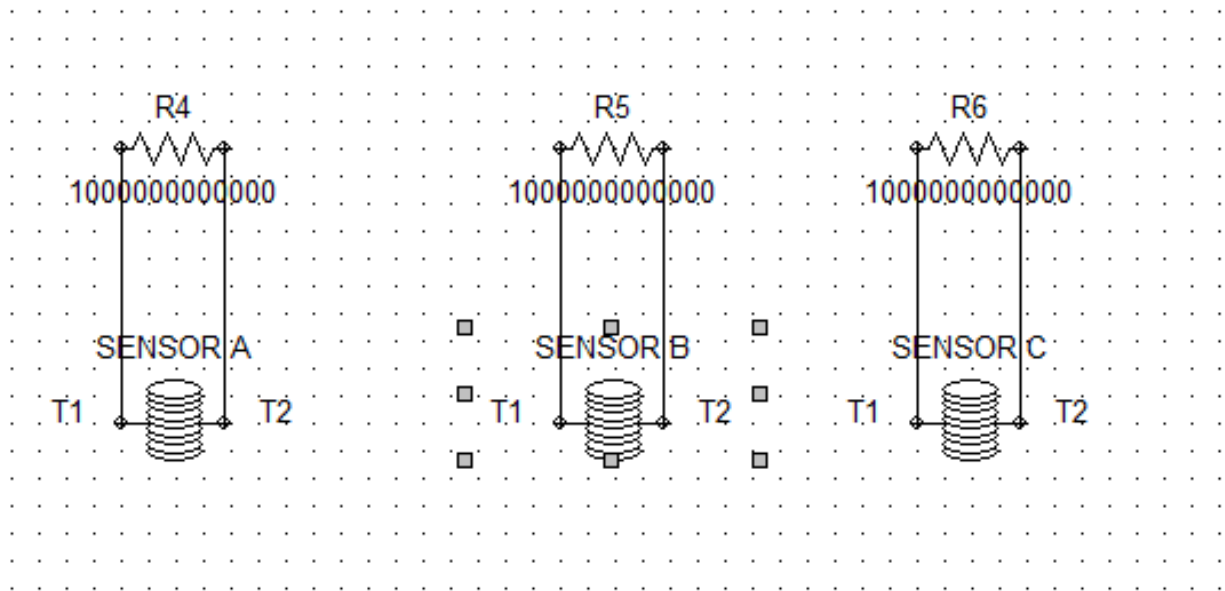 R4 R5 R6
1000000000000 1000000000000 1000000000000
SENSOR A SENSOR B SENSOR C
T1 T2 T1 T2 T1 T2